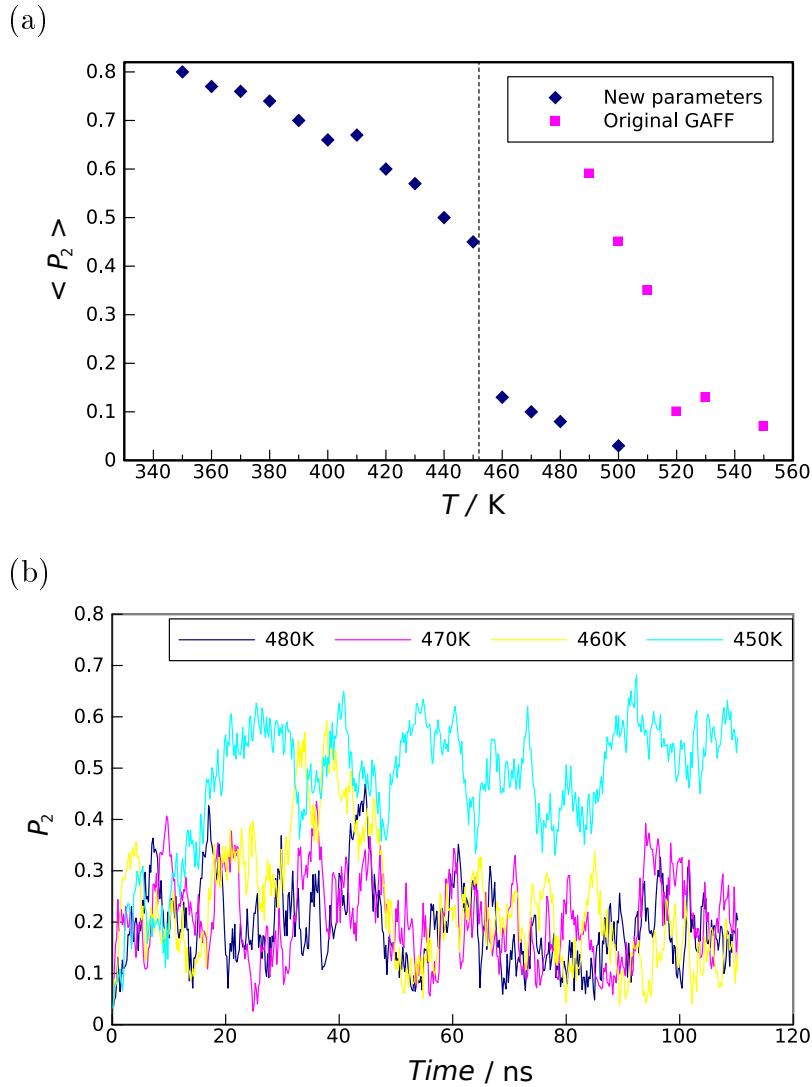 (a)
0.8
0.7
0.6
0.5
0.4
0.3
0.2
0.1
0
< P2 >
New parameters
Original GAFF
340 360 380 400 420 440 460 480 500 520 540 560
T / K
(b)
0.8
0.7
0.6
0.5
0.4
0.3
0.2
0.1
0
P2
480K 470K 460K 450K
0 20 40 60 80 100 120
Time / ns